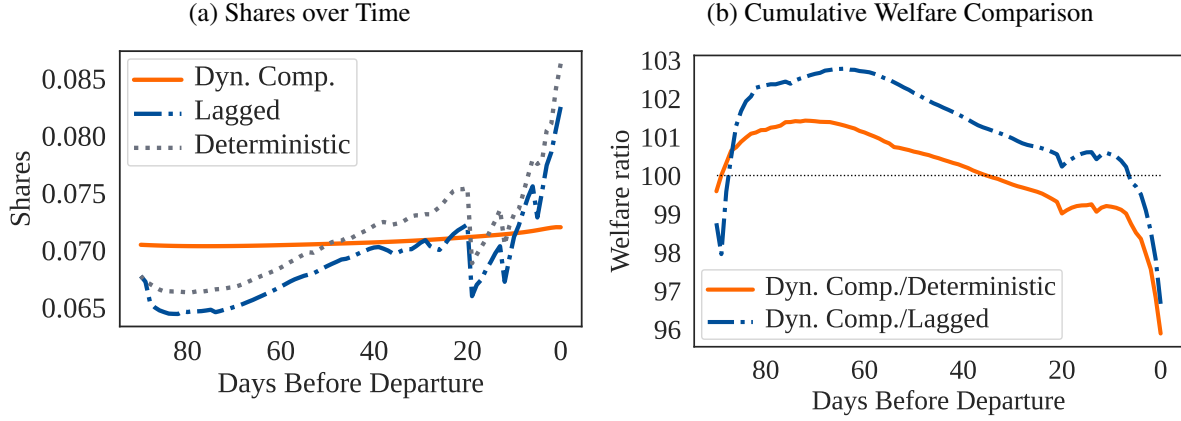 (a) Shares over Time
0.085
0.080
0.075
0.070
0.065
Shares
Dyn. Comp.
Lagged
Deterministic
80 60 40 20 0
Days Before Departure
(b) Cumulative Welfare Comparison
103
102
101
100
99
98
97
96
Welfare ratio
Dyn. Comp./Deterministic
Dyn. Comp./Lagged
80 60 40 20 0
Days Before Departure